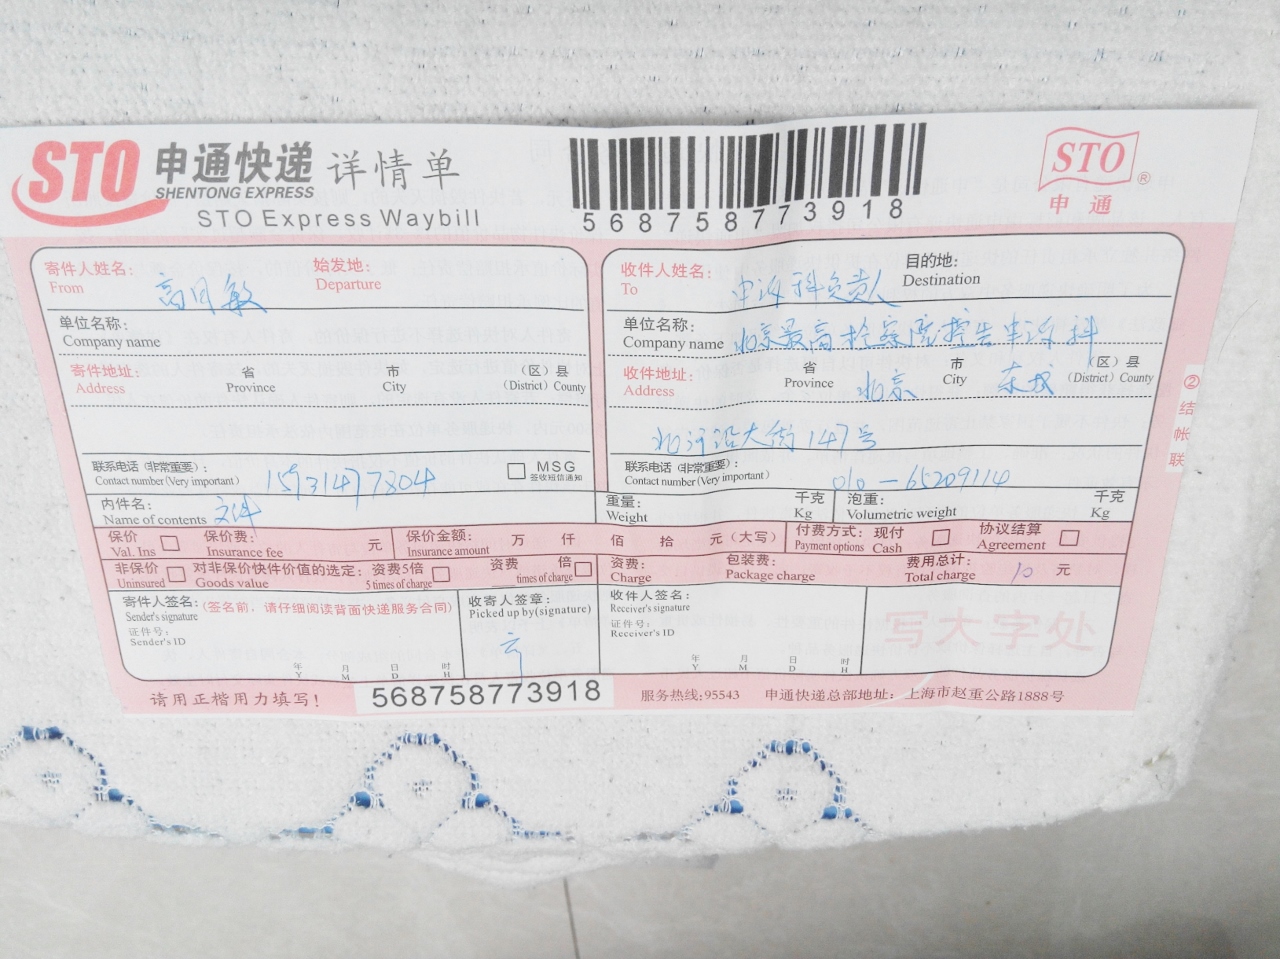 STO 申通快递 详情单
SHENTONG EXPRESS
STO Express Waybill
568758773918
STO ®
申通
寄件人姓名: 高月敏 始发地:
From Departure
单位名称:
Company name
寄件地址: 省 市 (区)县
Address Province City (District) County
联系电话(非常重要): 15931477804 MSG
Contact number(Very important) 签收短信通知
收件人姓名: 申诉科负责人 目的地:
To Destination
单位名称: 北京最高检察院控告申诉科
Company name
收件地址: 省 北京 市 东城 (区)县
Address Province City (District) County
北河沿大街147号
联系电话(非常重要): 010-65209114
Contact number(Very important)
内件名: 文件 重量: 千克 泡重: 千克
Name of contents Weight Kg Volumetric weight Kg
保价 保价费: 元 保价金额: 万 仟 佰 拾 元(大写) 付费方式: 现付 协议结算
Val. Ins Insurance fee Insurance amount Payment options Cash Agreement
非保价 对非保价快件价值的选定: 资费5倍 资费 倍 资费: 包装费: 费用总计: 10 元
Uninsured Goods value 5 times of charge times of charge Charge Package charge Total charge
寄件人签名: (签名前,请仔细阅读背面快递服务合同) 收寄人签章: 收件人签名:
Sender's signature Picked up by(signature) Receiver's signature
证件号: 证件号:
Sender's ID Receiver's ID
写大字处
年 月 日 时 年 月 日 时
Y M D H Y M D H
请用正楷用力填写! 568758773918 服务热线:95543 申通快递总部地址:上海市赵重公路1888号
②结帐联